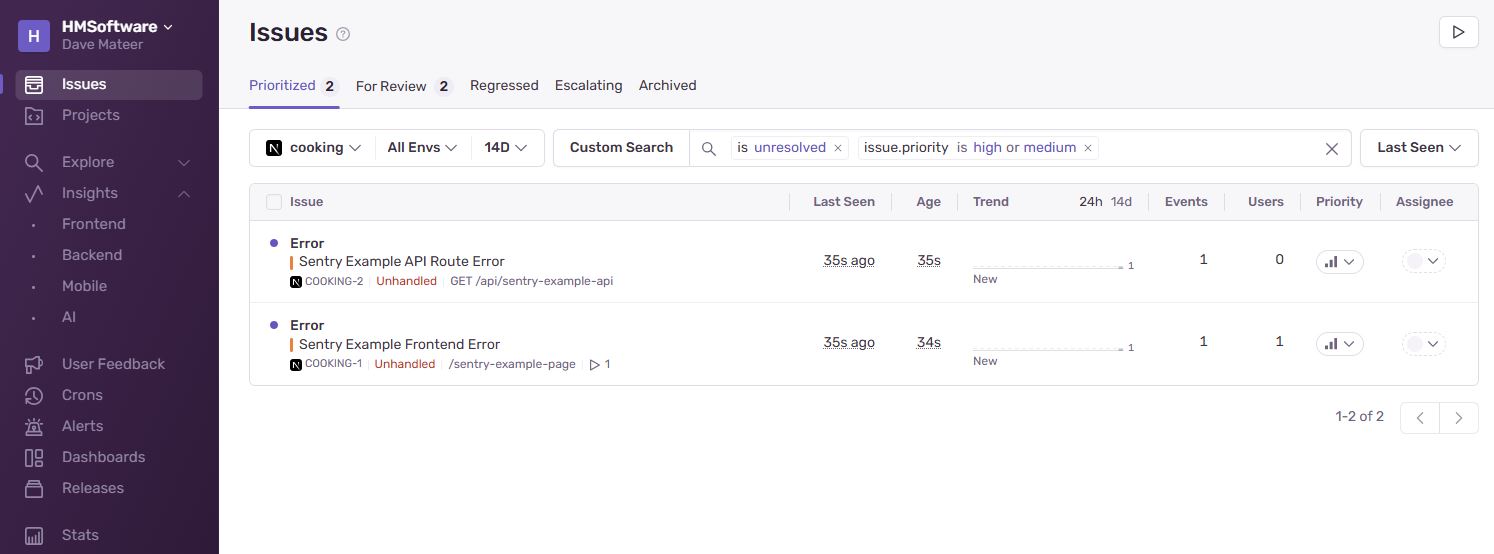 H
HMSoftware
Dave Mateer
Issues
Projects
Explore
Insights
Frontend
Backend
Mobile
AI
User Feedback
Crons
Alerts
Dashboards
Releases
Stats
Issues ?
Prioritized 2 For Review 2 Regressed Escalating Archived
N cooking All Envs 14D Custom Search is unresolved × issue.priority is high or medium × Last Seen
Issue Last Seen Age Trend 24h 14d Events Users Priority Assignee
Error
Sentry Example API Route Error 35s ago 35s 1 1 0
N COOKING-2 Unhandled GET /api/sentry-example-api New
Error
Sentry Example Frontend Error 35s ago 34s 1 1 1
N COOKING-1 Unhandled /sentry-example-page 1 New
1-2 of 2